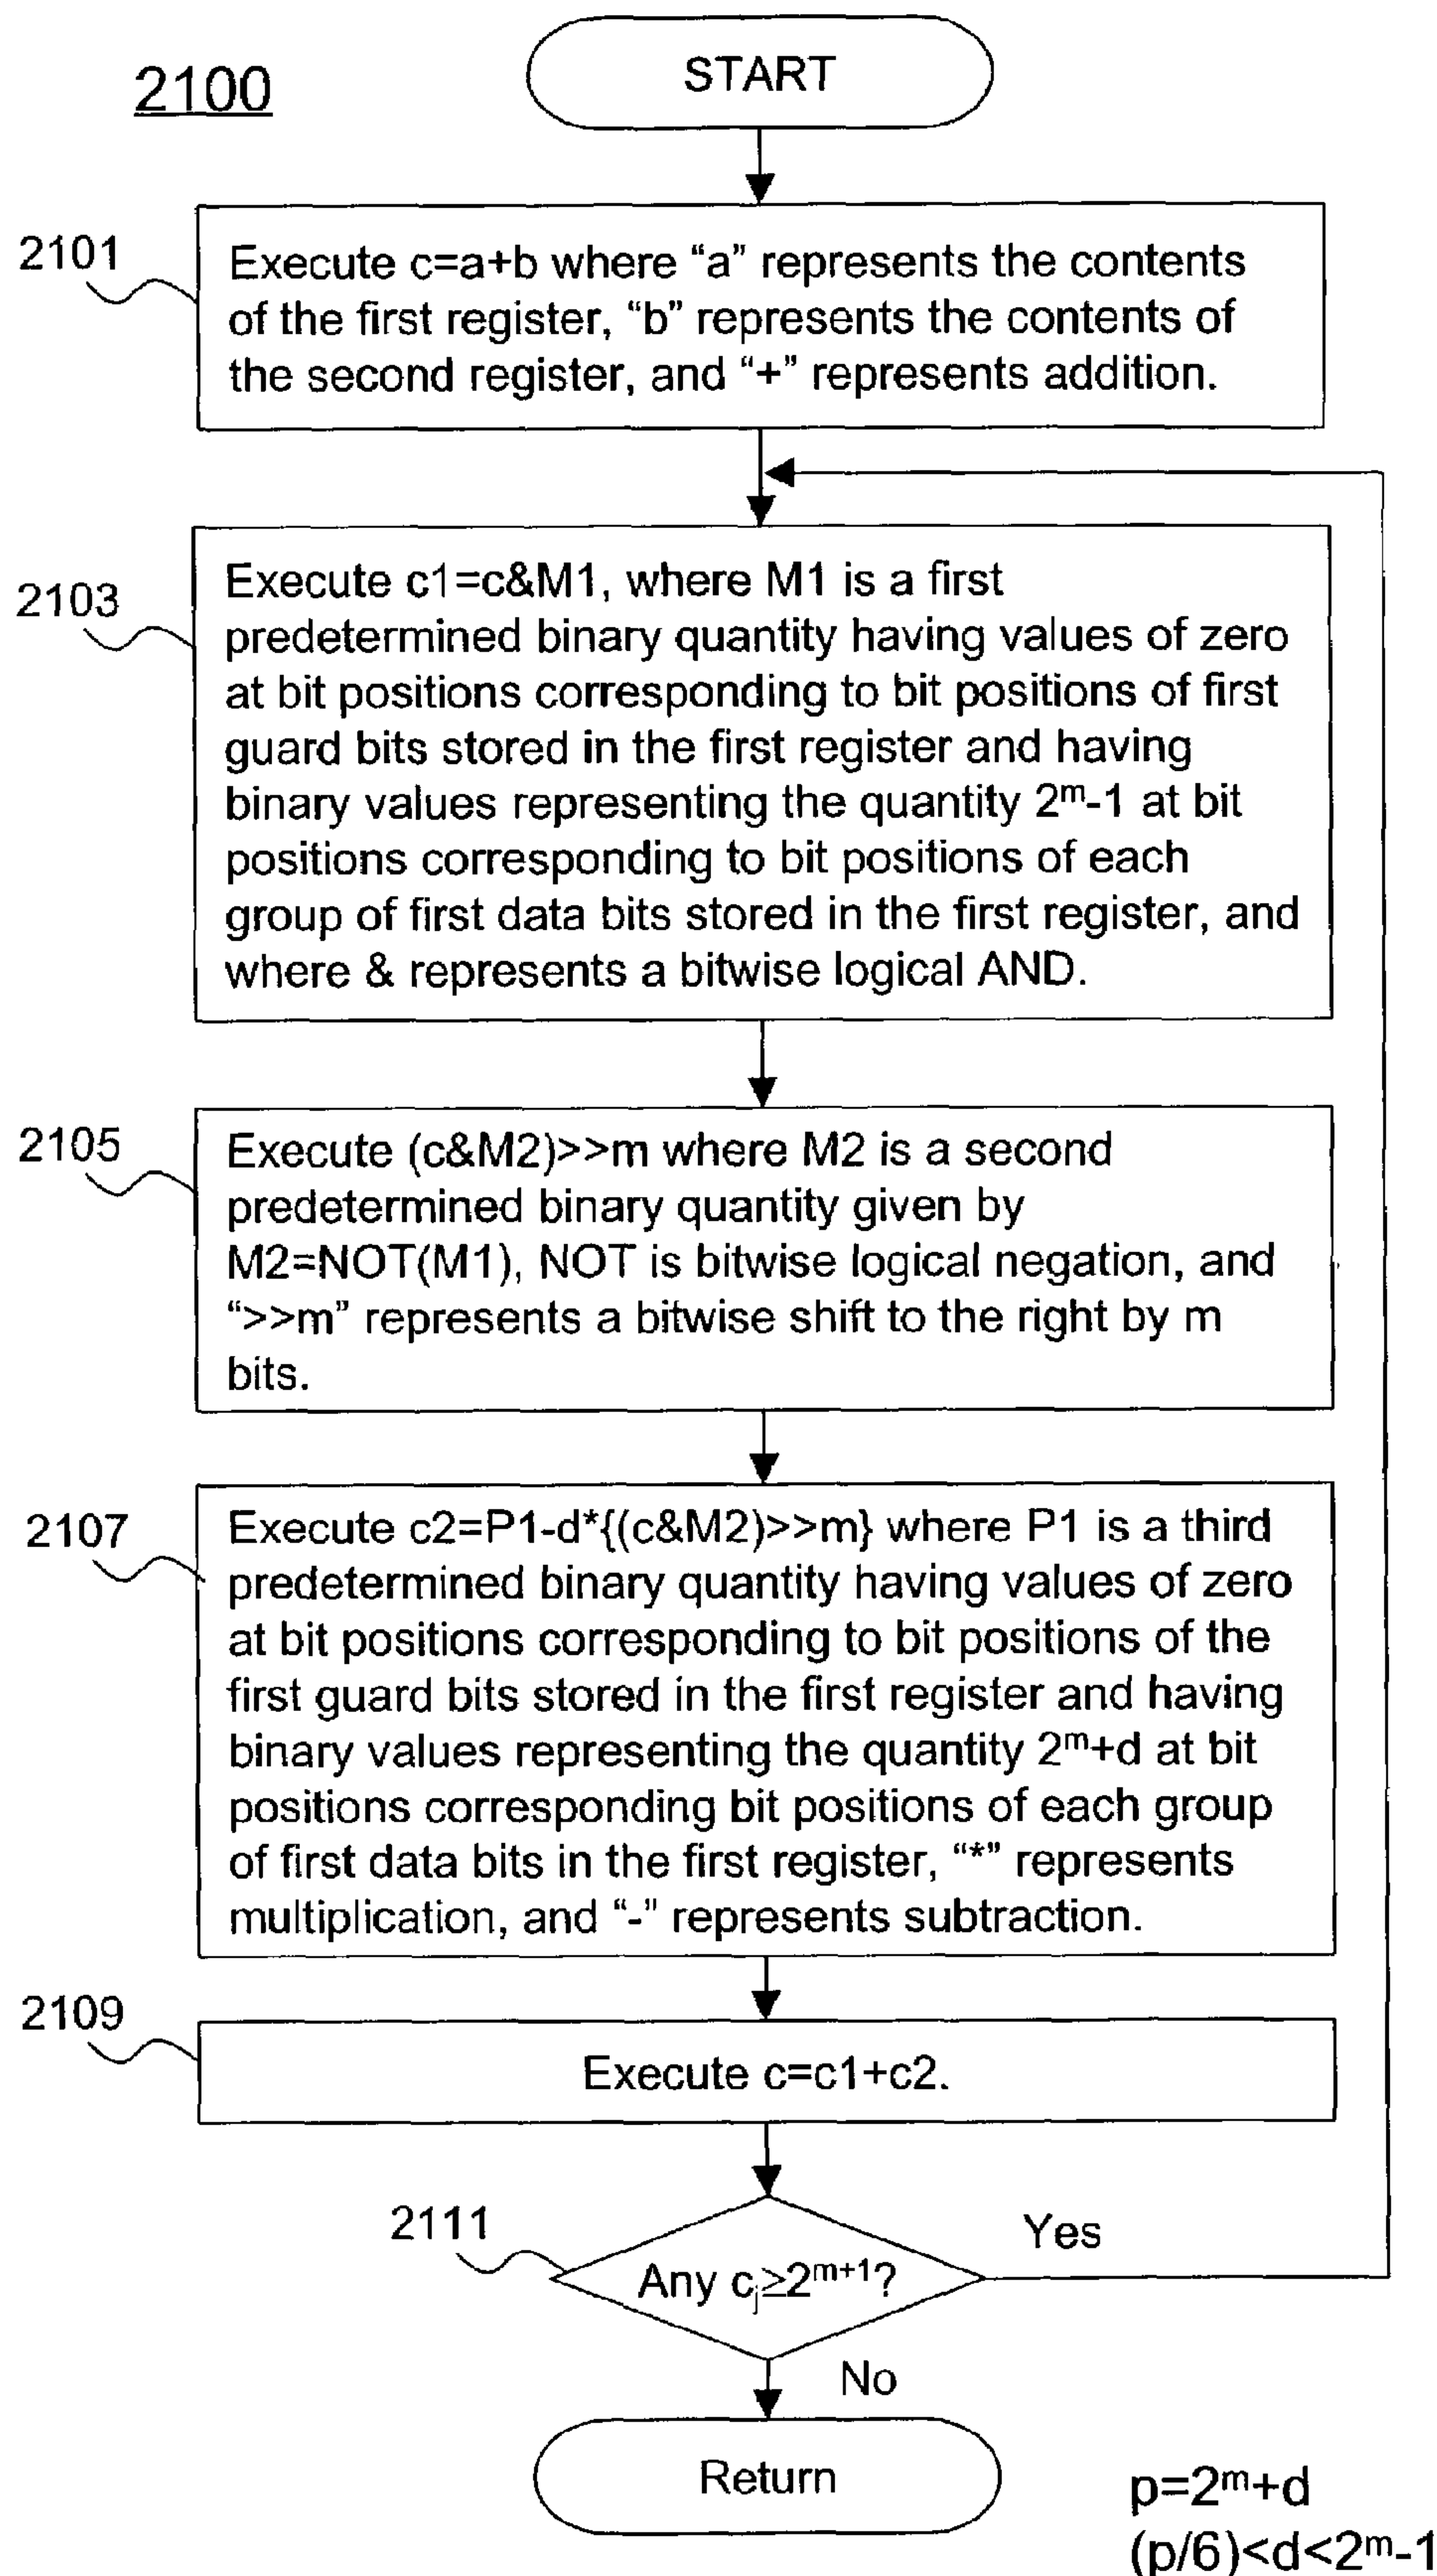 2100
START
2101
Execute c=a+b where “a” represents the contents
of the first register, “b” represents the contents of
the second register, and “+” represents addition.
2103
Execute c1=c&M1, where M1 is a first
predetermined binary quantity having values of zero
at bit positions corresponding to bit positions of first
guard bits stored in the first register and having
binary values representing the quantity 2ᵐ-1 at bit
positions corresponding to bit positions of each
group of first data bits stored in the first register, and
where & represents a bitwise logical AND.
2105
Execute (c&M2)>>m where M2 is a second
predetermined binary quantity given by
M2=NOT(M1), NOT is bitwise logical negation, and
“>>m” represents a bitwise shift to the right by m
bits.
2107
Execute c2=P1-d*{(c&M2)>>m} where P1 is a third
predetermined binary quantity having values of zero
at bit positions corresponding to bit positions of the
first guard bits stored in the first register and having
binary values representing the quantity 2ᵐ+d at bit
positions corresponding bit positions of each group
of first data bits in the first register, “*” represents
multiplication, and “-” represents subtraction.
2109
Execute c=c1+c2.
2111
Any cⱼ≥2ᵐ⁺¹?
Yes
No
Return
p=2ᵐ+d
(p/6)<d<2ᵐ-1